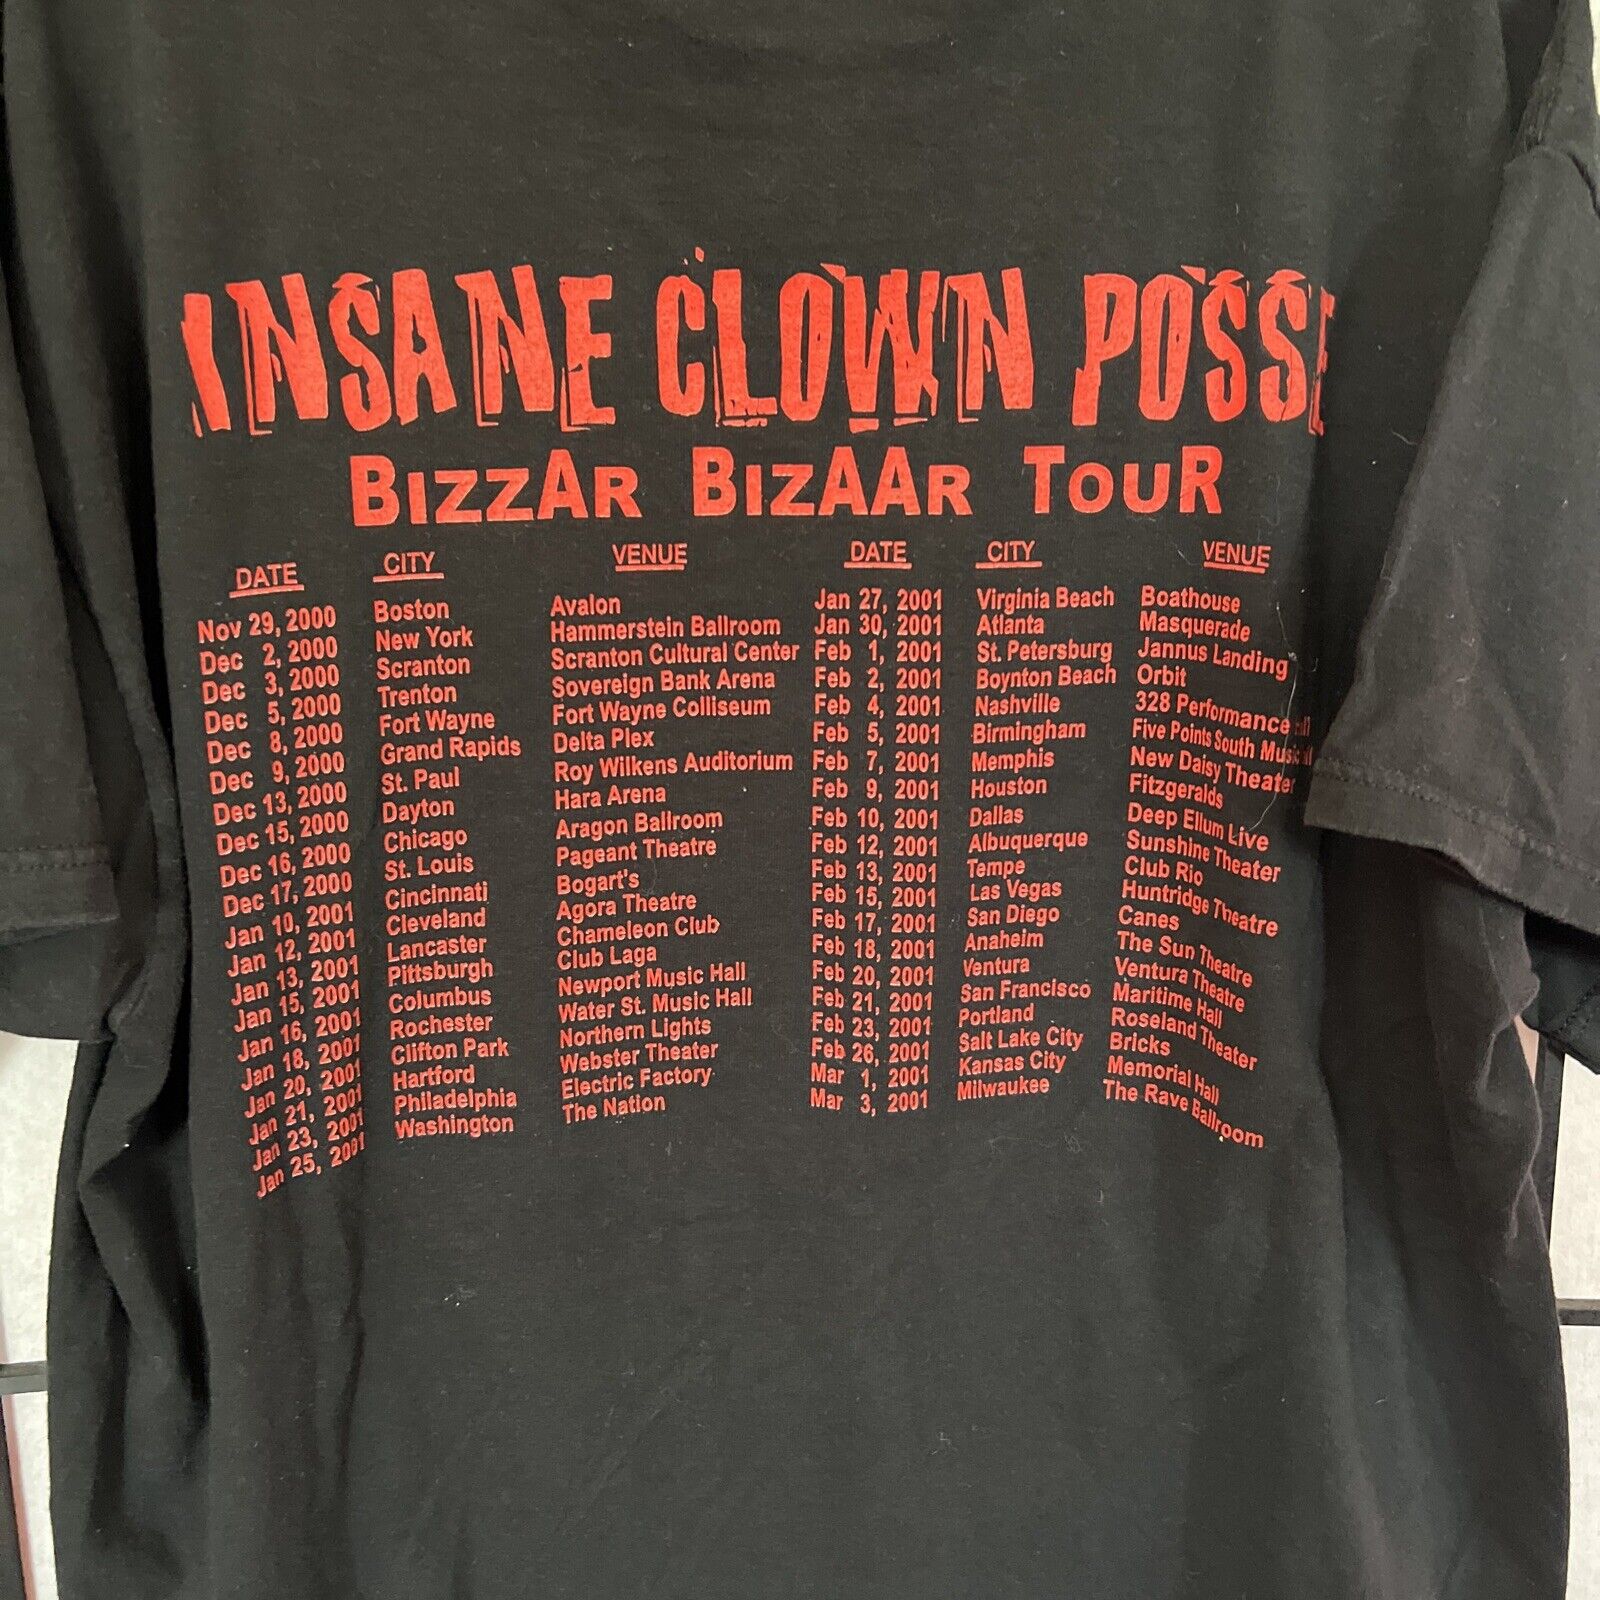 INSANE CLOWN POSSE
BIZZAR BIZAAR TOUR
DATE CITY VENUE DATE CITY VENUE
Nov 29, 2000 Boston Avalon Jan 27, 2001 Virginia Beach Boathouse
Dec 2, 2000 New York Hammerstein Ballroom Jan 30, 2001 Atlanta Masquerade
Dec 3, 2000 Scranton Scranton Cultural Center Feb 1, 2001 St. Petersburg Jannus Landing
Dec 5, 2000 Trenton Sovereign Bank Arena Feb 2, 2001 Boynton Beach Orbit
Dec 8, 2000 Fort Wayne Fort Wayne Colliseum Feb 4, 2001 Nashville 328 Performance
Dec 9, 2000 Grand Rapids Delta Plex Feb 5, 2001 Birmingham Five Points South Music
Dec 13, 2000 St. Paul Roy Wilkens Auditorium Feb 7, 2001 Memphis New Daisy Theater
Dec 15, 2000 Dayton Hara Arena Feb 9, 2001 Houston Fitzgeralds
Dec 16, 2000 Chicago Aragon Ballroom Feb 10, 2001 Dallas Deep Ellum Live
Dec 17, 2000 St. Louis Pageant Theatre Feb 12, 2001 Albuquerque Sunshine Theater
Jan 10, 2001 Cincinnati Bogart's Feb 13, 2001 Tempe Club Rio
Jan 12, 2001 Cleveland Agora Theatre Feb 15, 2001 Las Vegas Huntridge Theatre
Jan 13, 2001 Lancaster Chameleon Club Feb 17, 2001 San Diego Canes
Jan 15, 2001 Pittsburgh Club Laga Feb 18, 2001 Anaheim The Sun Theatre
Jan 16, 2001 Columbus Newport Music Hall Feb 20, 2001 Ventura Ventura Theatre
Jan 18, 2001 Rochester Water St. Music Hall Feb 21, 2001 San Francisco Maritime Hall
Jan 20, 2001 Clifton Park Northern Lights Feb 23, 2001 Portland Roseland Theater
Jan 21, 2001 Hartford Webster Theater Feb 26, 2001 Salt Lake City Bricks
Jan 23, 2001 Philadelphia Electric Factory Mar 1, 2001 Kansas City Memorial Hall
Jan 25, 2001 Washington The Nation Mar 3, 2001 Milwaukee The Rave Ballroom